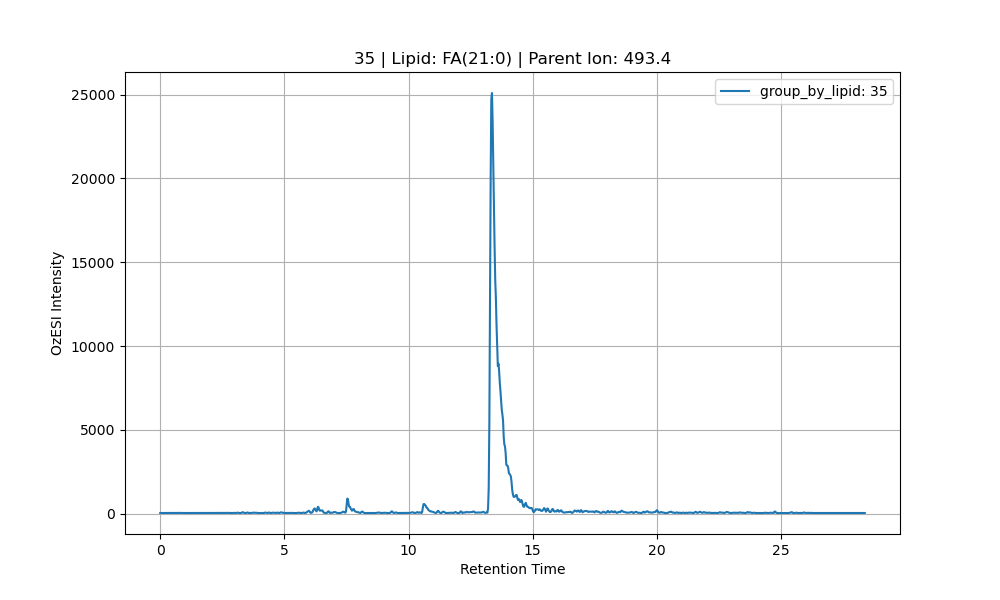 35 | Lipid: FA(21:0) | Parent Ion: 493.4
group_by_lipid: 35
25000
20000
15000
10000
5000
0
OzESI Intensity
0 5 10 15 20 25
Retention Time